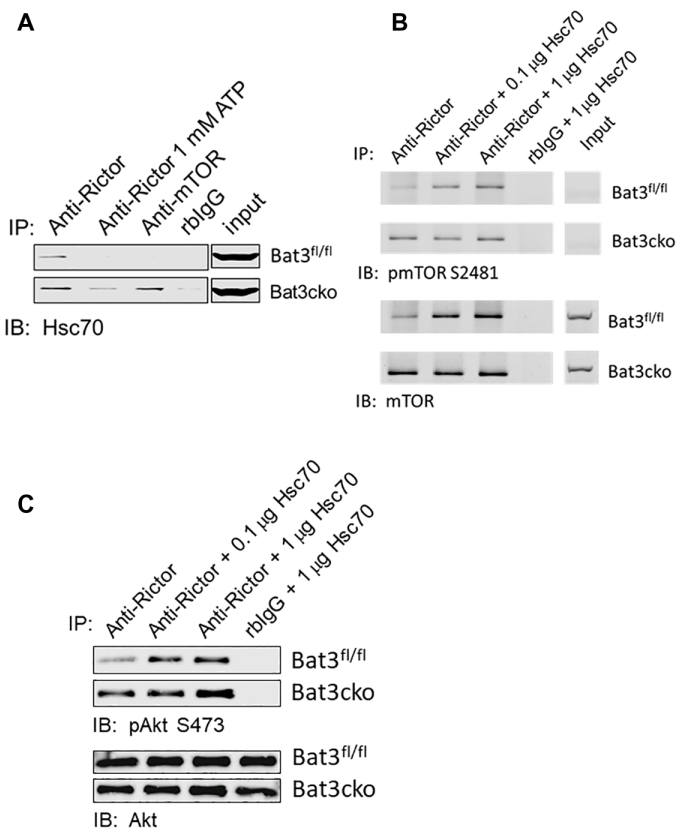 A
Anti-Rictor
Anti-Rictor 1 mM ATP
Anti-mTOR
rbIgG
input
IP:
Bat3fl/fl
Bat3cko
IB: Hsc70
B
Anti-Rictor
Anti-Rictor + 0.1 µg Hsc70
Anti-Rictor + 1 µg Hsc70
rbIgG + 1 µg Hsc70
Input
IP:
Bat3fl/fl
Bat3cko
IB: pmTOR S2481
Bat3fl/fl
Bat3cko
IB: mTOR
C
Anti-Rictor
Anti-Rictor + 0.1 µg Hsc70
Anti-Rictor + 1 µg Hsc70
rbIgG + 1 µg Hsc70
IP:
Bat3fl/fl
Bat3cko
IB: pAkt S473
Bat3fl/fl
Bat3cko
IB: Akt